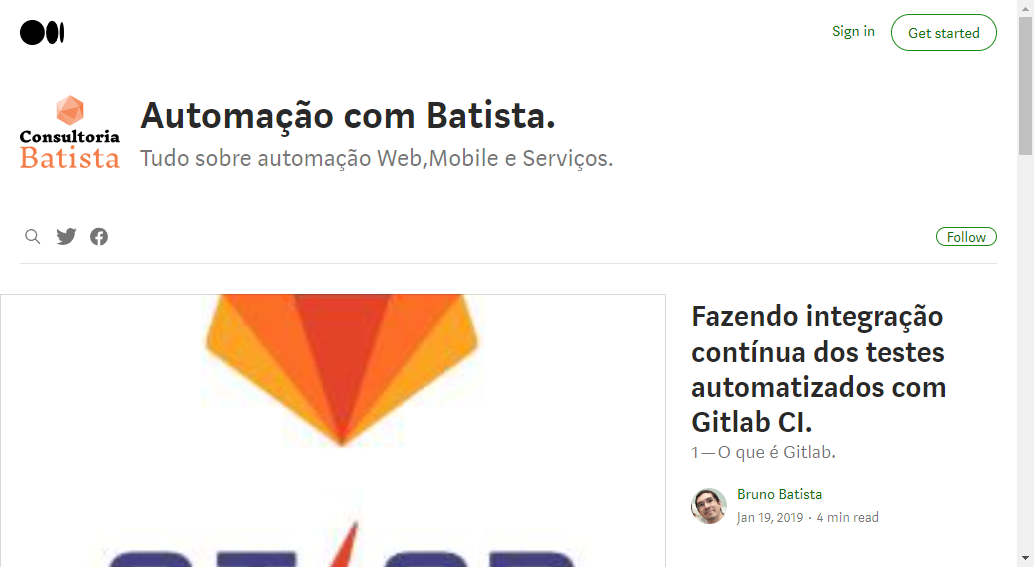 Sign in
Get started
Consultoria
Batista
Automação com Batista.
Tudo sobre automação Web,Mobile e Serviços.
Follow
Fazendo integração
contínua dos testes
automatizados com
Gitlab CI.
1 — O que é Gitlab.
Bruno Batista
Jan 19, 2019 · 4 min read